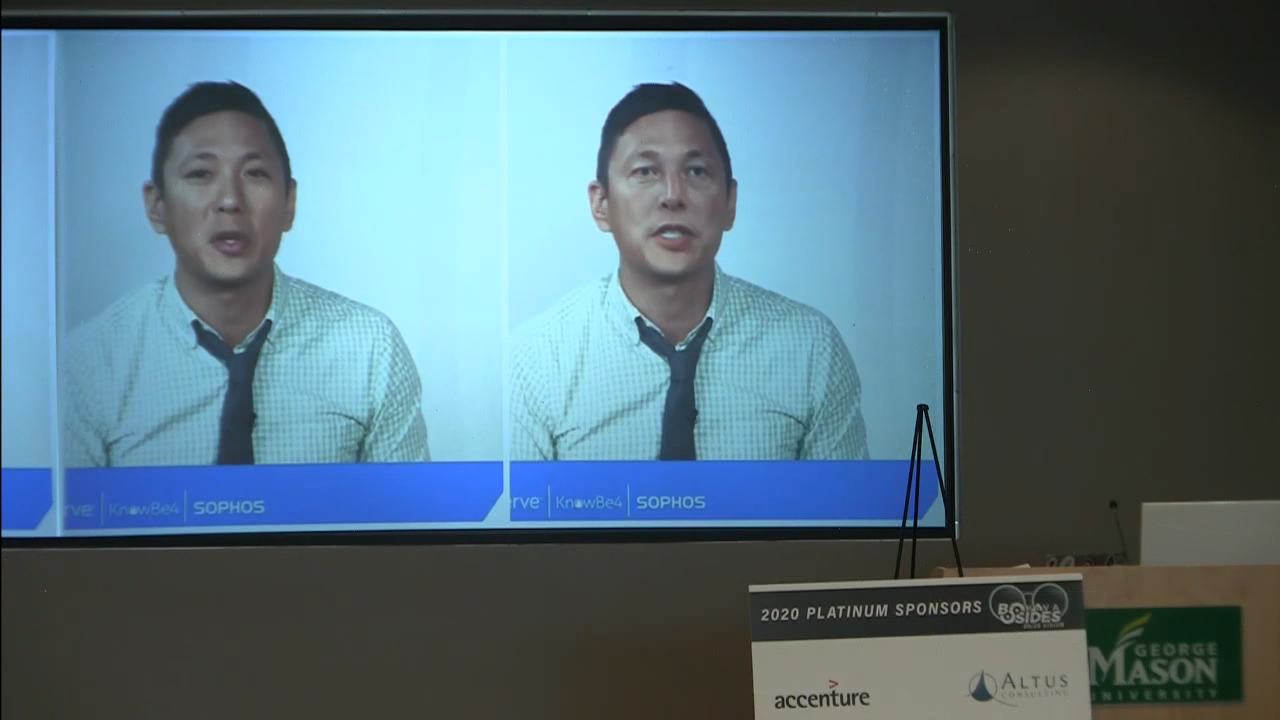 rve
KnowBe4
SOPHOS
rve
KnowBe4
SOPHOS
2020 PLATINUM SPONSORS
BSIDES
accenture
ALTUS
CONSULTING
GEORGE
MASON
UNIVERSITY